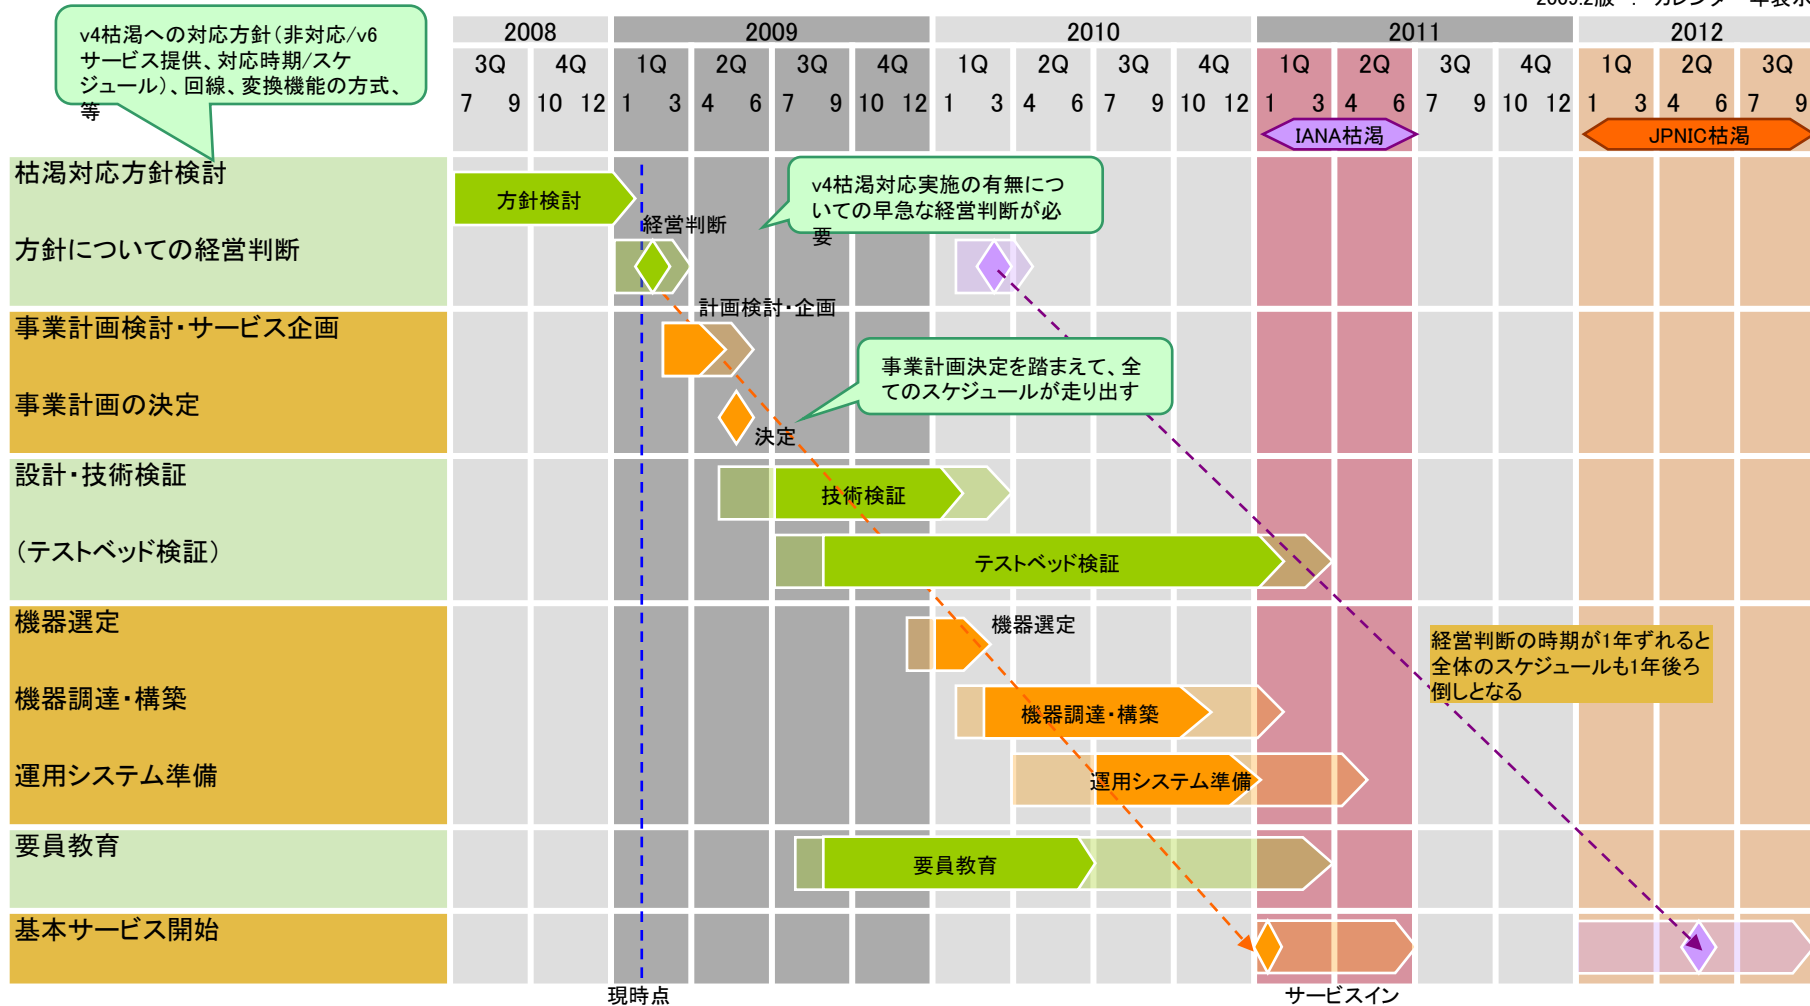 2009.2版 : カレンダー年表示
v4枯渇への対応方針(非対応/v6
サービス提供、対応時期/スケ
ジュール)、回線、変換機能の方式、
等
2008 2009 2010 2011 2012
3Q 4Q 1Q 2Q 3Q 4Q 1Q 2Q 3Q 4Q 1Q 2Q 3Q 4Q 1Q 2Q 3Q
7 9 10 12 1 3 4 6 7 9 10 12 1 3 4 6 7 9 10 12 1 3 4 6 7 9 10 12 1 3 4 6 7 9
IANA枯渇 JPNIC枯渇
枯渇対応方針検討
方針検討
v4枯渇対応実施の有無につ
いての早急な経営判断が必
要
経営判断
方針についての経営判断
計画検討・企画
事業計画検討・サービス企画
事業計画決定を踏まえて、全
てのスケジュールが走り出す
事業計画の決定
決定
設計・技術検証
技術検証
(テストベッド検証)
テストベッド検証
機器選定
機器選定
経営判断の時期が1年ずれると
全体のスケジュールも1年後ろ
倒しとなる
機器調達・構築
機器調達・構築
運用システム準備
運用システム準備
要員教育
要員教育
基本サービス開始
現時点
サービスイン